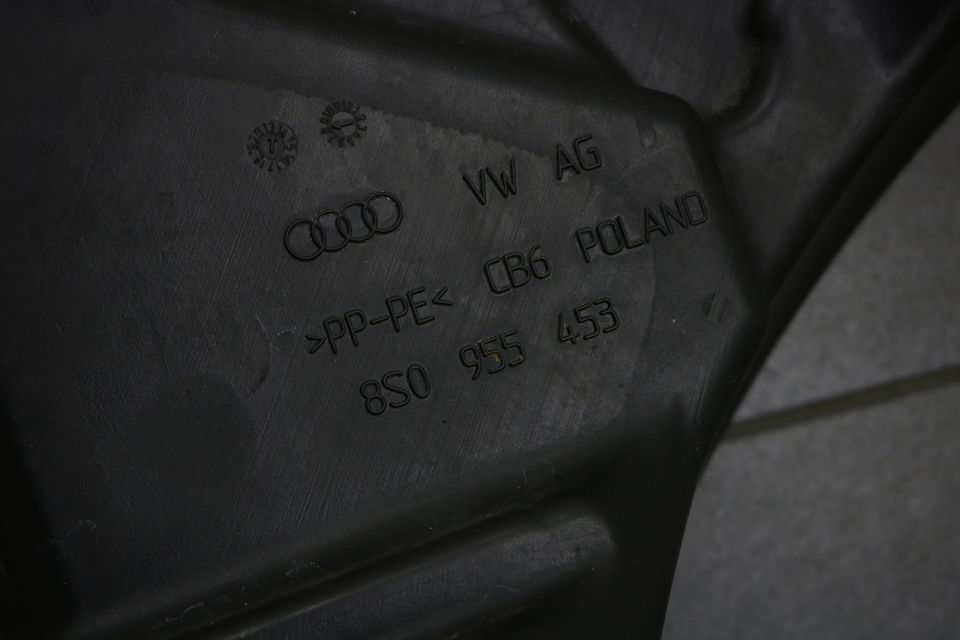 VW AG
>PP-PE< CB6 POLAND
8S0 955 453